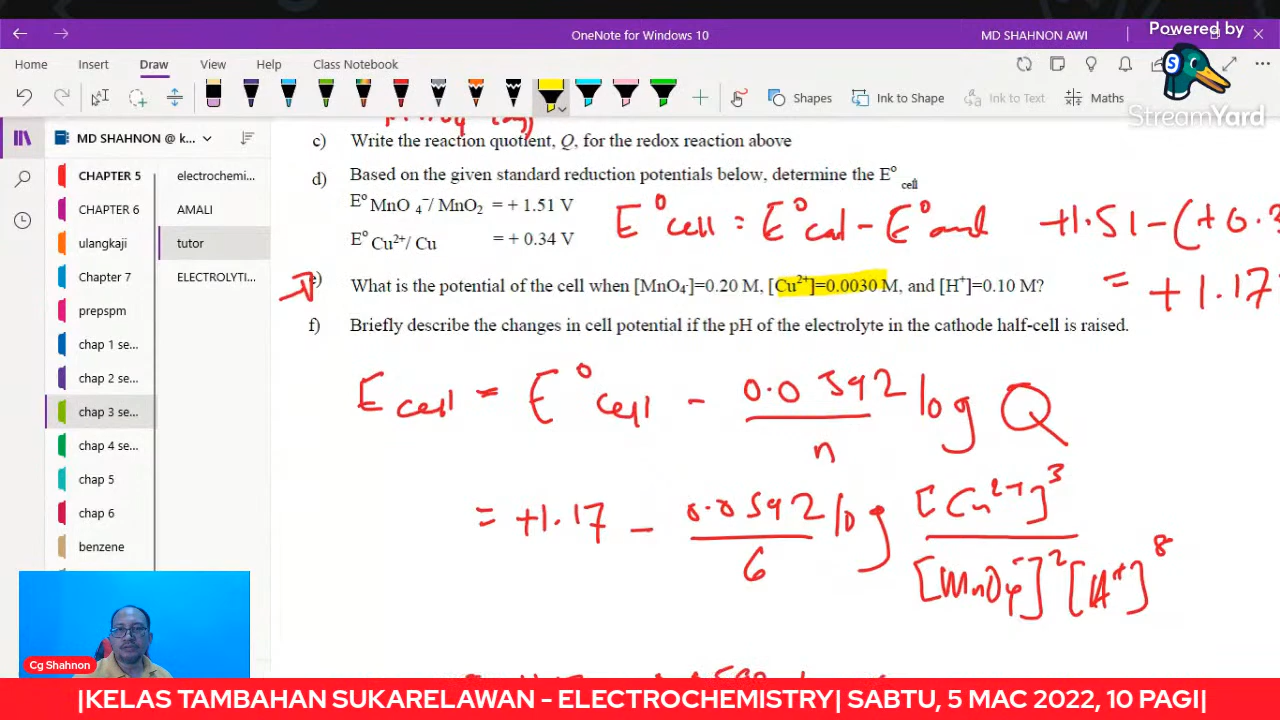 OneNote for Windows 10
MD SHAHNON AWI
Powered by
StreamYard
Home Insert Draw View Help Class Notebook
Shapes Ink to Shape Ink to Text Maths
MD SHAHNON @ k...
CHAPTER 5
CHAPTER 6
ulangkaji
Chapter 7
prepspm
chap 1 se...
chap 2 se...
chap 3 se...
chap 4 se...
chap 5
chap 6
benzene
electrochemi...
AMALI
tutor
ELECTROLYTI...
c) Write the reaction quotient, Q, for the redox reaction above
d) Based on the given standard reduction potentials below, determine the E° cell
E° MnO 4⁻/ MnO₂ = + 1.51 V
E° Cu²⁺/ Cu = + 0.34 V
E° cell = E° cat - E° and +1.51 - (+0.3
= +1.17
e) What is the potential of the cell when [MnO₄⁻]=0.20 M, [Cu²⁺]=0.0030 M, and [H⁺]=0.10 M?
f) Briefly describe the changes in cell potential if the pH of the electrolyte in the cathode half-cell is raised.
E cell = E° cell - 0.0592/n log Q
= +1.17 - 0.0592/6 log [Cu²⁺]³/[MnO₄⁻]²[H⁺]⁸
Cg Shahnon
|KELAS TAMBAHAN SUKARELAWAN - ELECTROCHEMISTRY| SABTU, 5 MAC 2022, 10 PAGI|